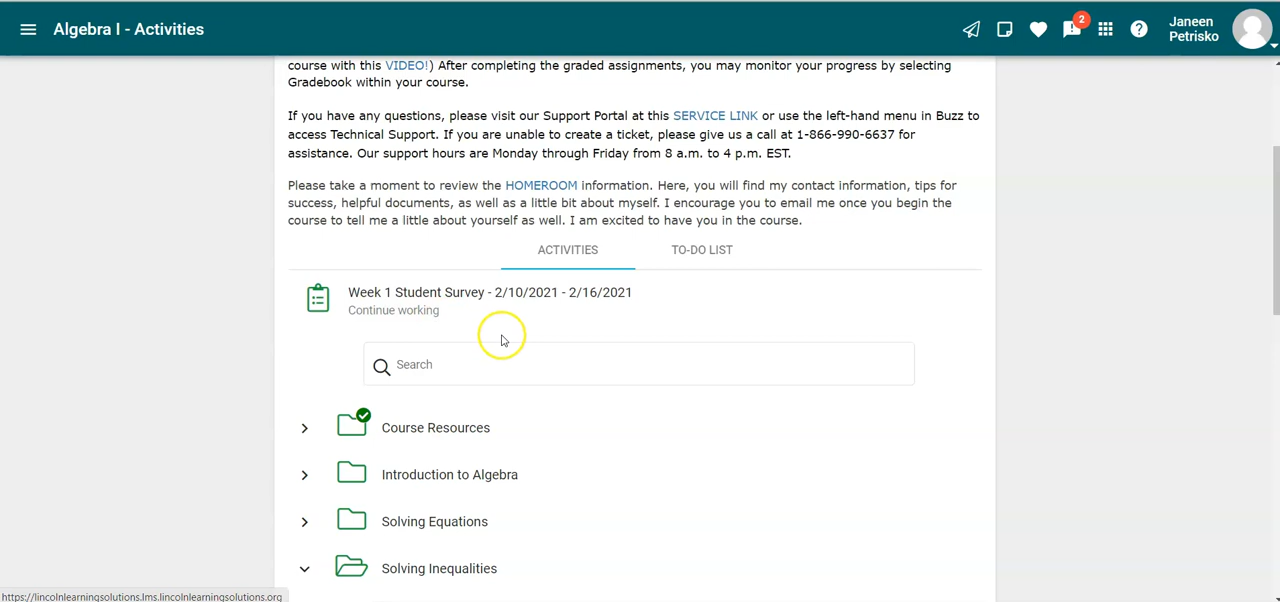 Algebra I - Activities
2
Janeen
Petrisko
course with this VIDEO!) After completing the graded assignments, you may monitor your progress by selecting
Gradebook within your course.
If you have any questions, please visit our Support Portal at this SERVICE LINK or use the left-hand menu in Buzz to
access Technical Support. If you are unable to create a ticket, please give us a call at 1-866-990-6637 for
assistance. Our support hours are Monday through Friday from 8 a.m. to 4 p.m. EST.
Please take a moment to review the HOMEROOM information. Here, you will find my contact information, tips for
success, helpful documents, as well as a little bit about myself. I encourage you to email me once you begin the
course to tell me a little about yourself as well. I am excited to have you in the course.
ACTIVITIES
TO-DO LIST
Week 1 Student Survey - 2/10/2021 - 2/16/2021
Continue working
Search
Course Resources
Introduction to Algebra
Solving Equations
Solving Inequalities
https://lincolnlearningsolutions.lms.lincolnlearningsolutions.org